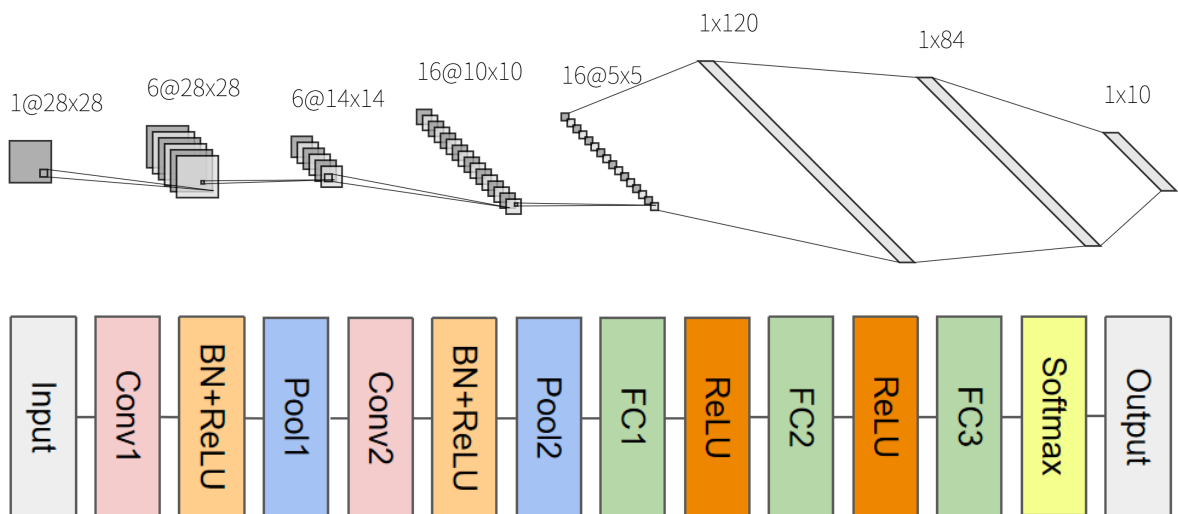 1@28x28
6@28x28
6@14x14
16@10x10
16@5x5
1x120
1x84
1x10
Input
Conv1
BN+ReLU
Pool1
Conv2
BN+ReLU
Pool2
FC1
ReLU
FC2
ReLU
FC3
Softmax
Output